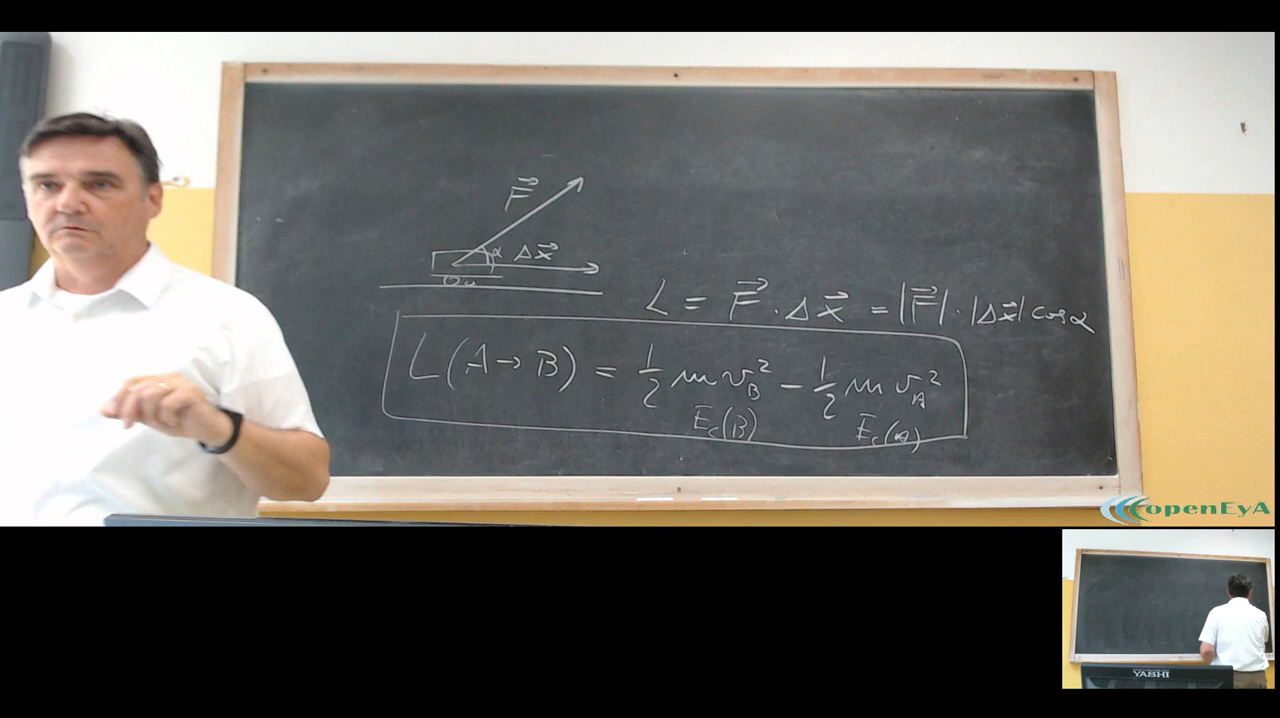 F⃗
α Δx⃗
L = F⃗ · Δx⃗ = |F⃗| · |Δx⃗| cos α
L(A → B) = ½ m v_B² − ½ m v_A²
E_c(B) E_c(A)
openEyA
YASHI